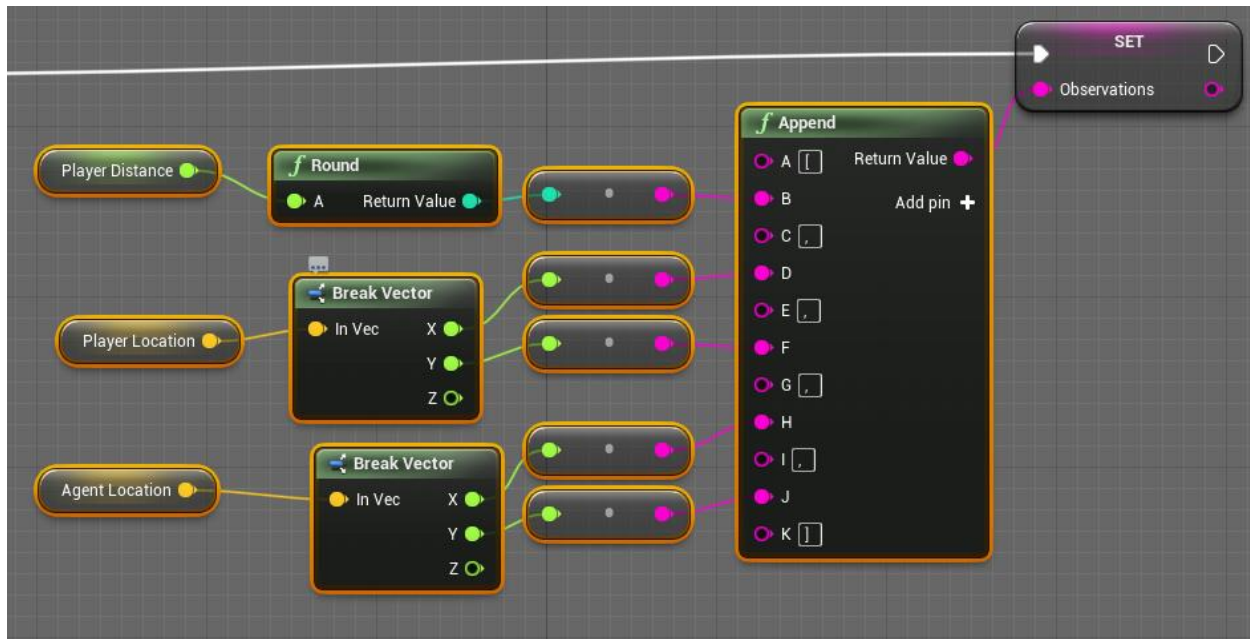 SET
Observations
Player Distance
f Round
A Return Value
Player Location
Break Vector
In Vec X
Y
Z
Agent Location
Break Vector
In Vec X
Y
Z
f Append
A [ Return Value
B Add pin +
C ,
D
E ,
F
G ,
H
I ,
J
K ]